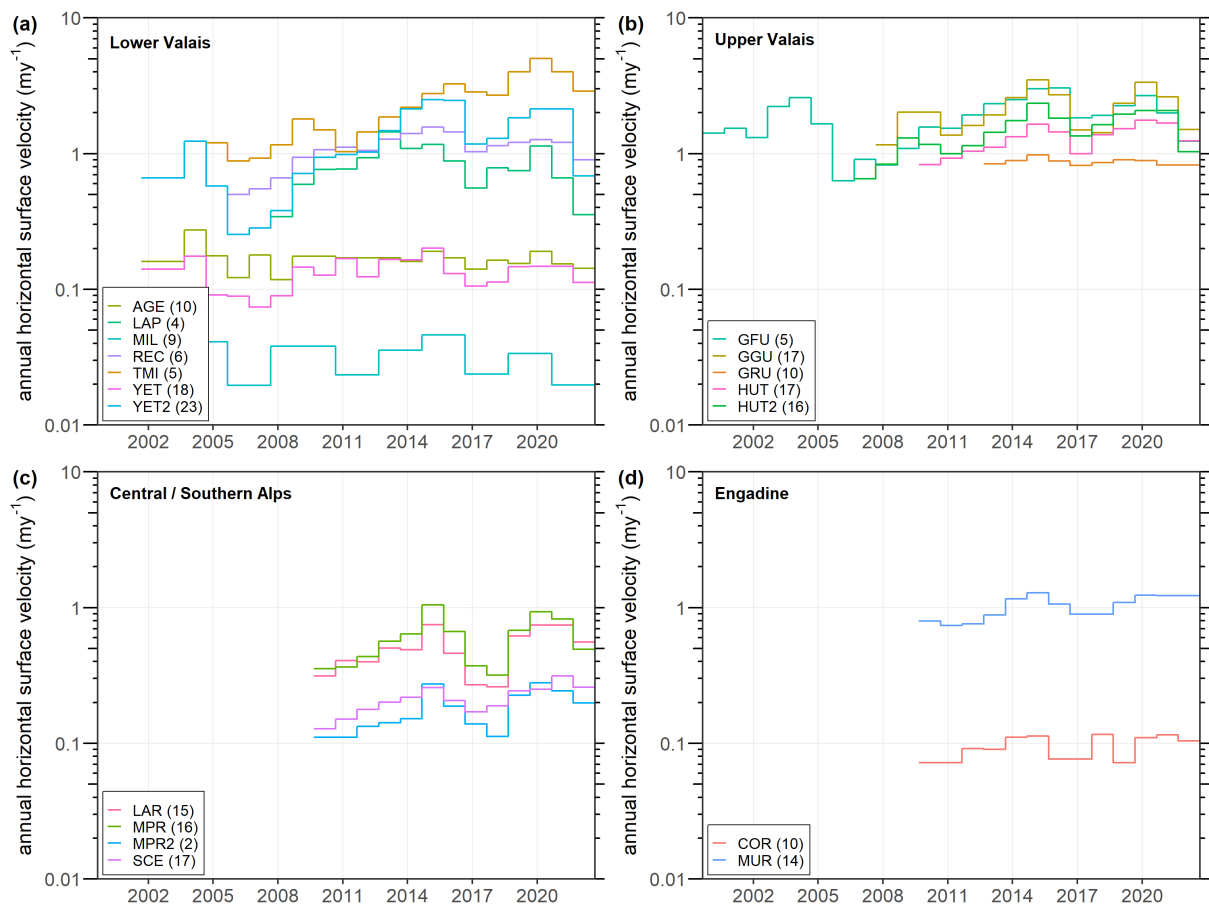 (a)
Lower Valais
annual horizontal surface velocity (my⁻¹)
10
1
0.1
0.01
AGE (10)
LAP (4)
MIL (9)
REC (6)
TMI (5)
YET (18)
YET2 (23)
2002 2005 2008 2011 2014 2017 2020
(b)
Upper Valais
annual horizontal surface velocity (my⁻¹)
10
1
0.1
0.01
GFU (5)
GGU (17)
GRU (10)
HUT (17)
HUT2 (16)
2002 2005 2008 2011 2014 2017 2020
(c)
Central / Southern Alps
annual horizontal surface velocity (my⁻¹)
10
1
0.1
0.01
LAR (15)
MPR (16)
MPR2 (2)
SCE (17)
2002 2005 2008 2011 2014 2017 2020
(d)
Engadine
annual horizontal surface velocity (my⁻¹)
10
1
0.1
0.01
COR (10)
MUR (14)
2002 2005 2008 2011 2014 2017 2020